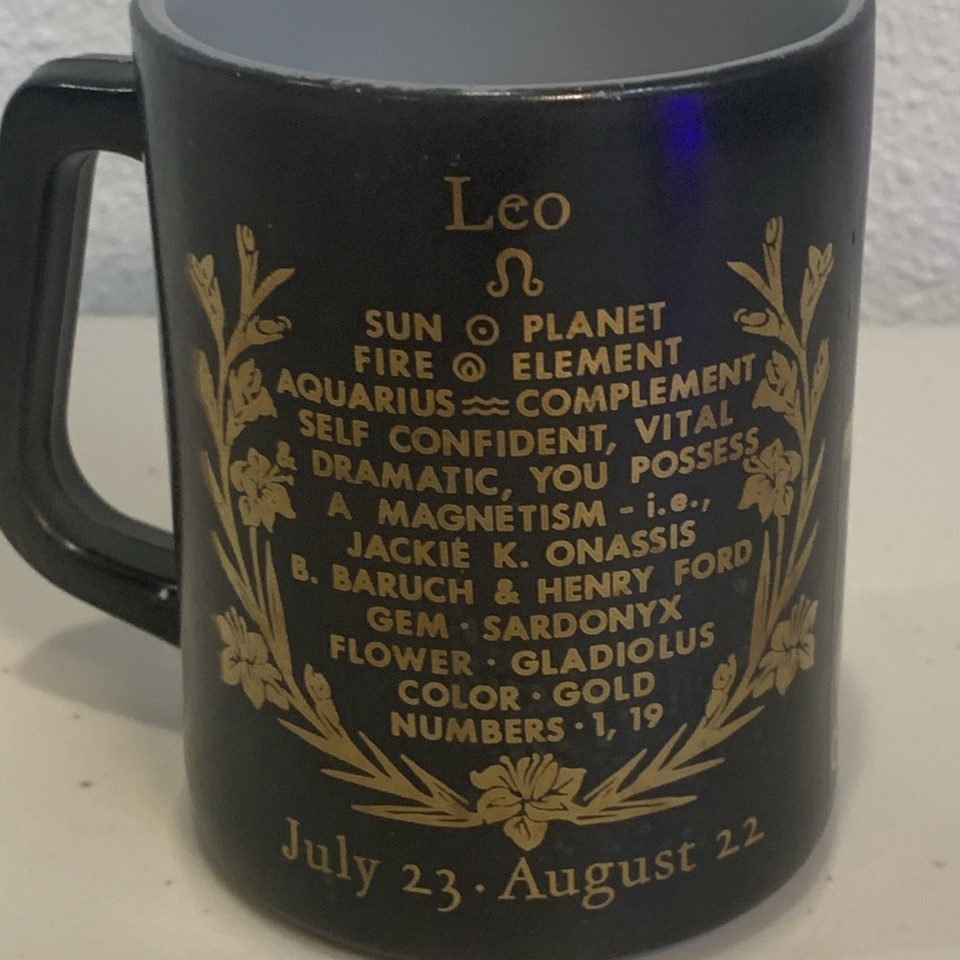 Leo
♌
SUN ☉ PLANET
FIRE ELEMENT
AQUARIUS ♒ COMPLEMENT
SELF CONFIDENT, VITAL
& DRAMATIC, YOU POSSESS
A MAGNETISM - i.e.,
JACKIE K. ONASSIS
B. BARUCH & HENRY FORD
GEM · SARDONYX
FLOWER · GLADIOLUS
COLOR · GOLD
NUMBERS · 1, 19
July 23 · August 22